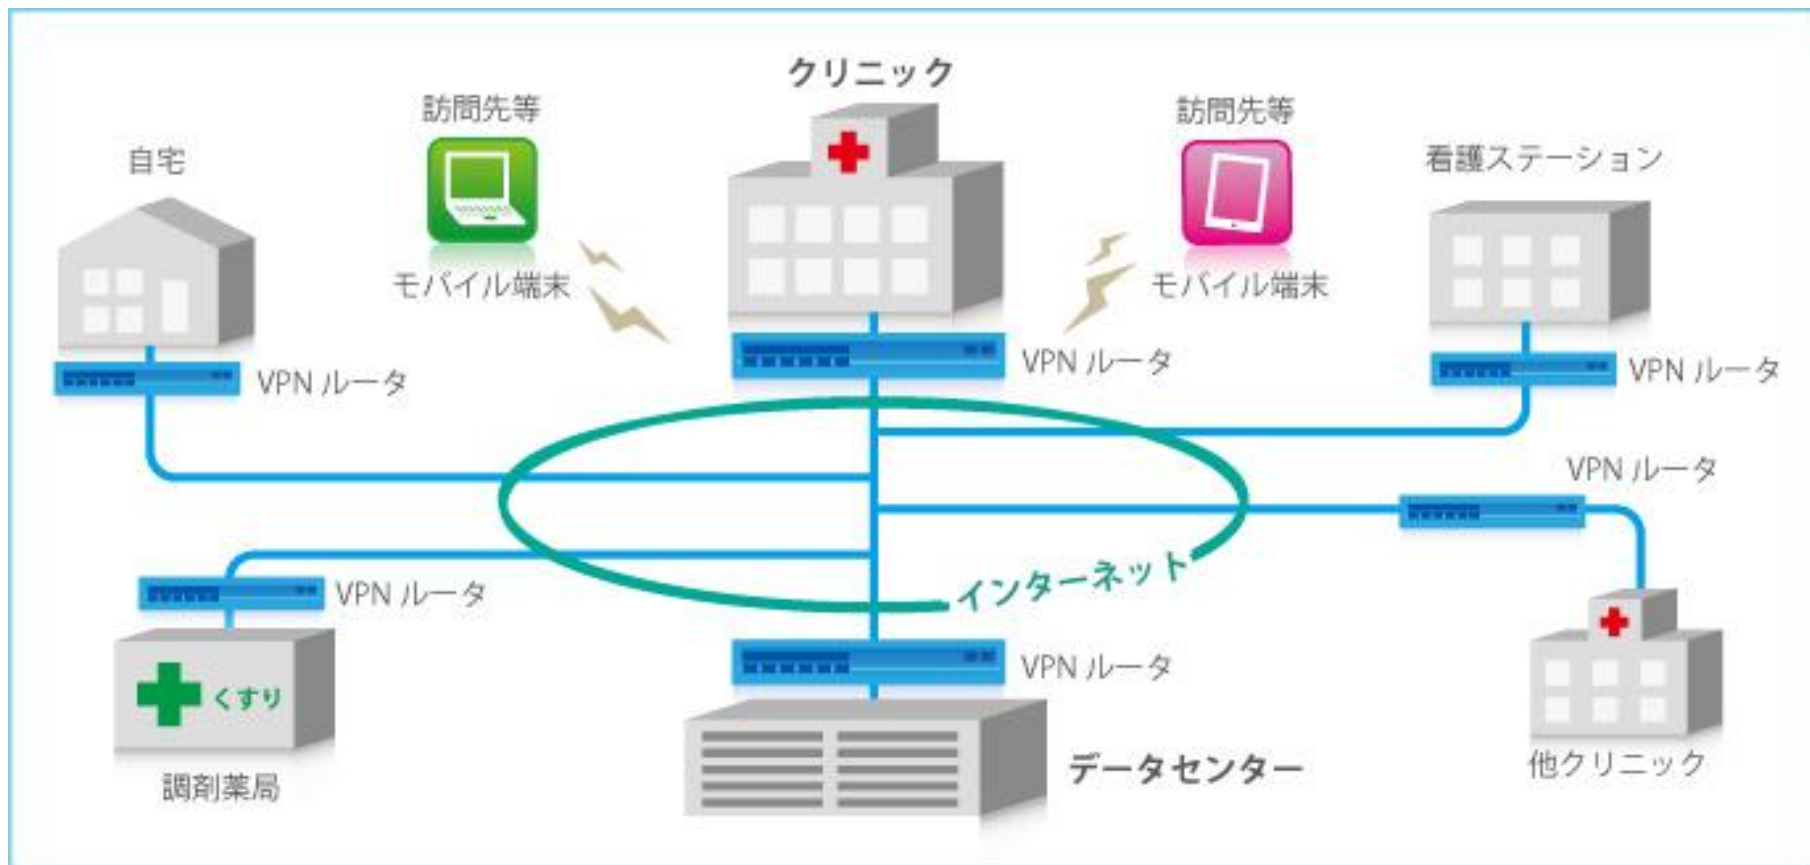 クリニック
訪問先等
訪問先等
自宅
看護ステーション
モバイル端末
モバイル端末
VPN ルータ
VPN ルータ
VPN ルータ
VPN ルータ
インターネット
VPN ルータ
VPN ルータ
くすり
データセンター
他クリニック
調剤薬局